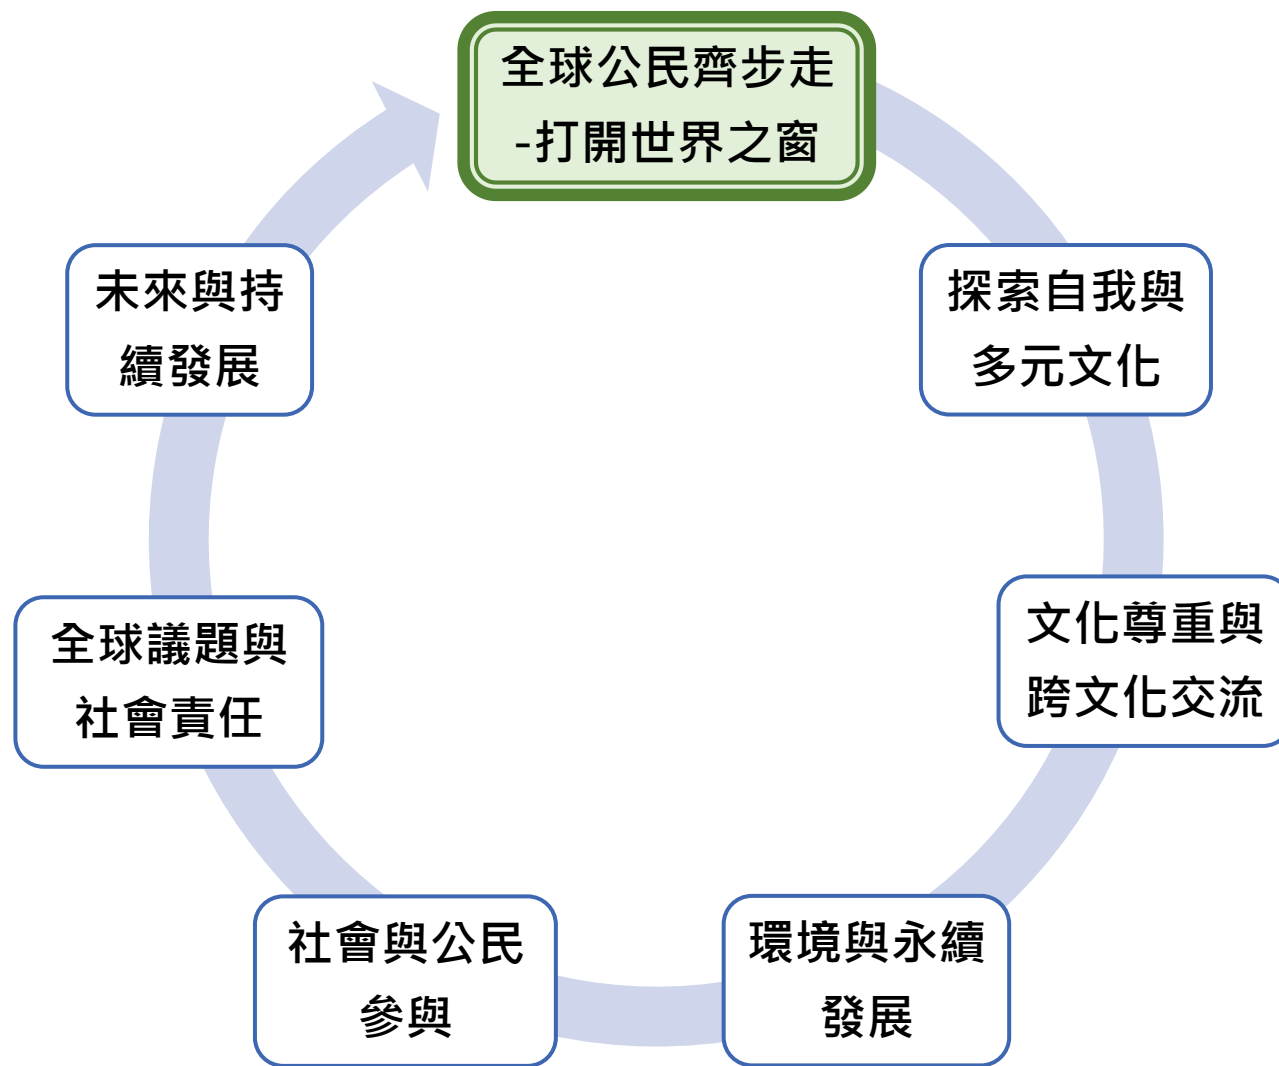 全球公民齊步走
-打開世界之窗
探索自我與
多元文化
文化尊重與
跨文化交流
環境與永續
發展
社會與公民
參與
全球議題與
社會責任
未來與持
續發展